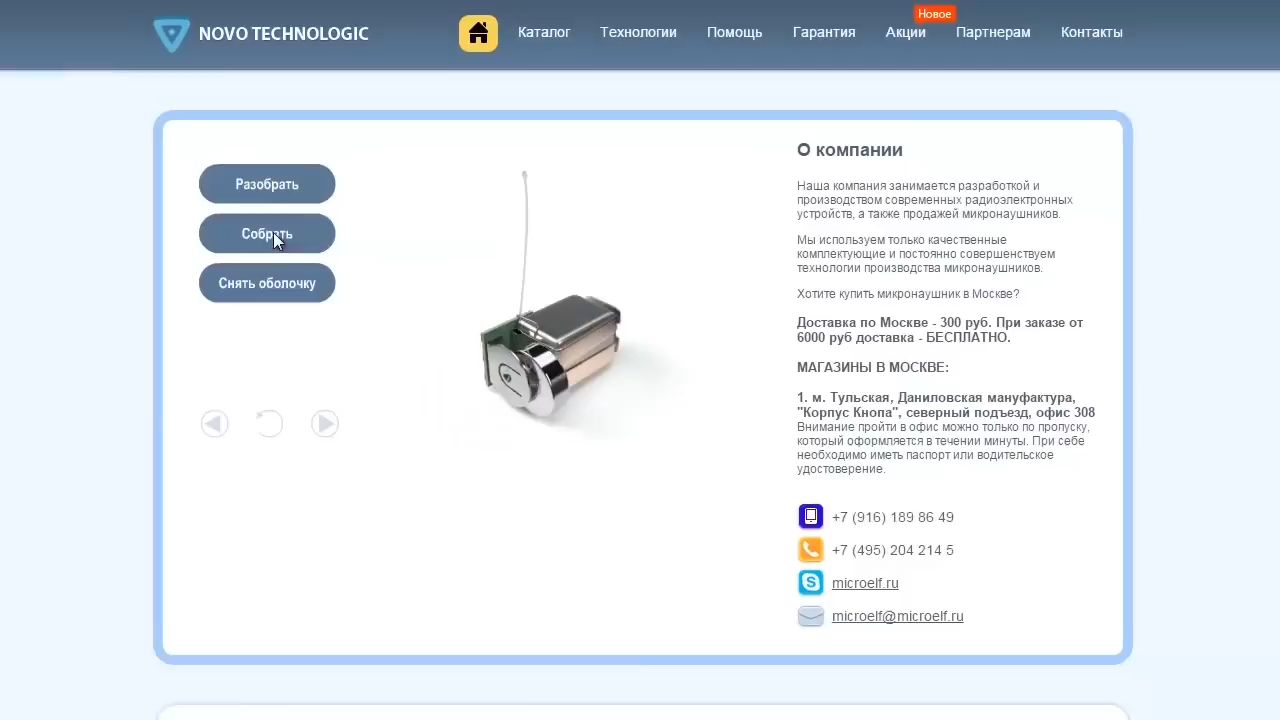 NOVO TECHNOLOGIC
Каталог
Технологии
Помощь
Гарантия
Акции
Новое
Партнерам
Контакты
Разобрать
Собрать
Снять оболочку
О компании
Наша компания занимается разработкой и
производством современных радиоэлектронных
устройств, а также продажей микронаушников.
Мы используем только качественные
комплектующие и постоянно совершенствуем
технологии производства микронаушников.
Хотите купить микронаушник в Москве?
Доставка по Москве - 300 руб. При заказе от
6000 руб доставка - БЕСПЛАТНО.
МАГАЗИНЫ В МОСКВЕ:
1. м. Тульская, Даниловская мануфактура,
"Корпус Кнопа", северный подъезд, офис 308
Внимание пройти в офис можно только по пропуску,
который оформляется в течении минуты. При себе
необходимо иметь паспорт или водительское
удостоверение.
+7 (916) 189 86 49
+7 (495) 204 214 5
microelf.ru
microelf@microelf.ru